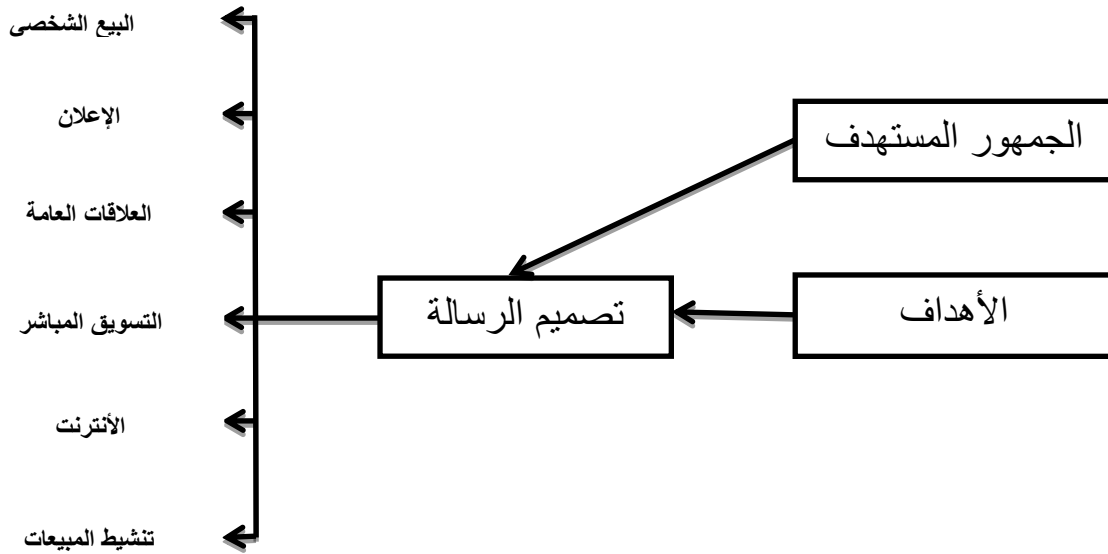 الجمهور المستهدف
الأهداف
تصميم الرسالة
البيع الشخصى
الإعلان
العلاقات العامة
التسويق المباشر
الأنترنت
تنشيط المبيعات